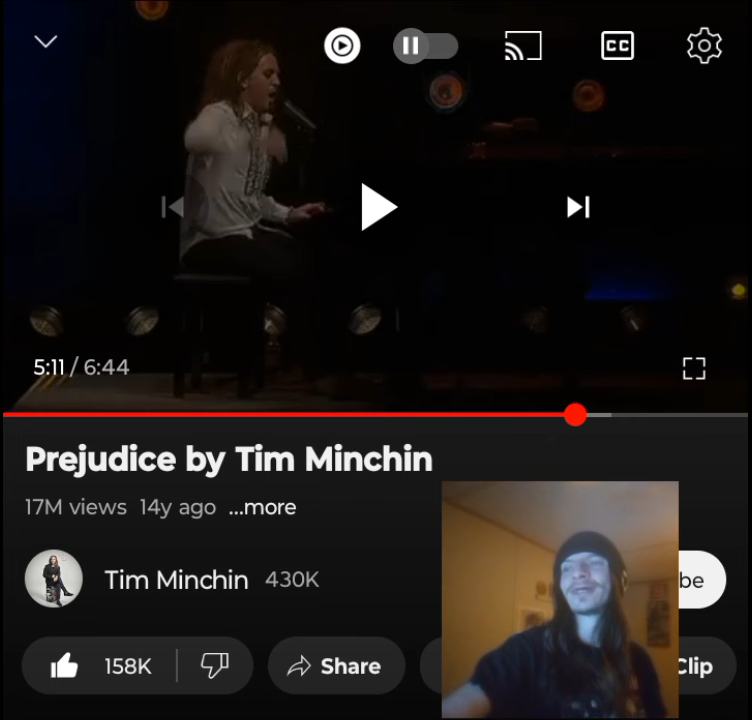 CC
5:11 / 6:44
Prejudice by Tim Minchin
17M views 14y ago ...more
Tim Minchin 430K be
158K Share Clip